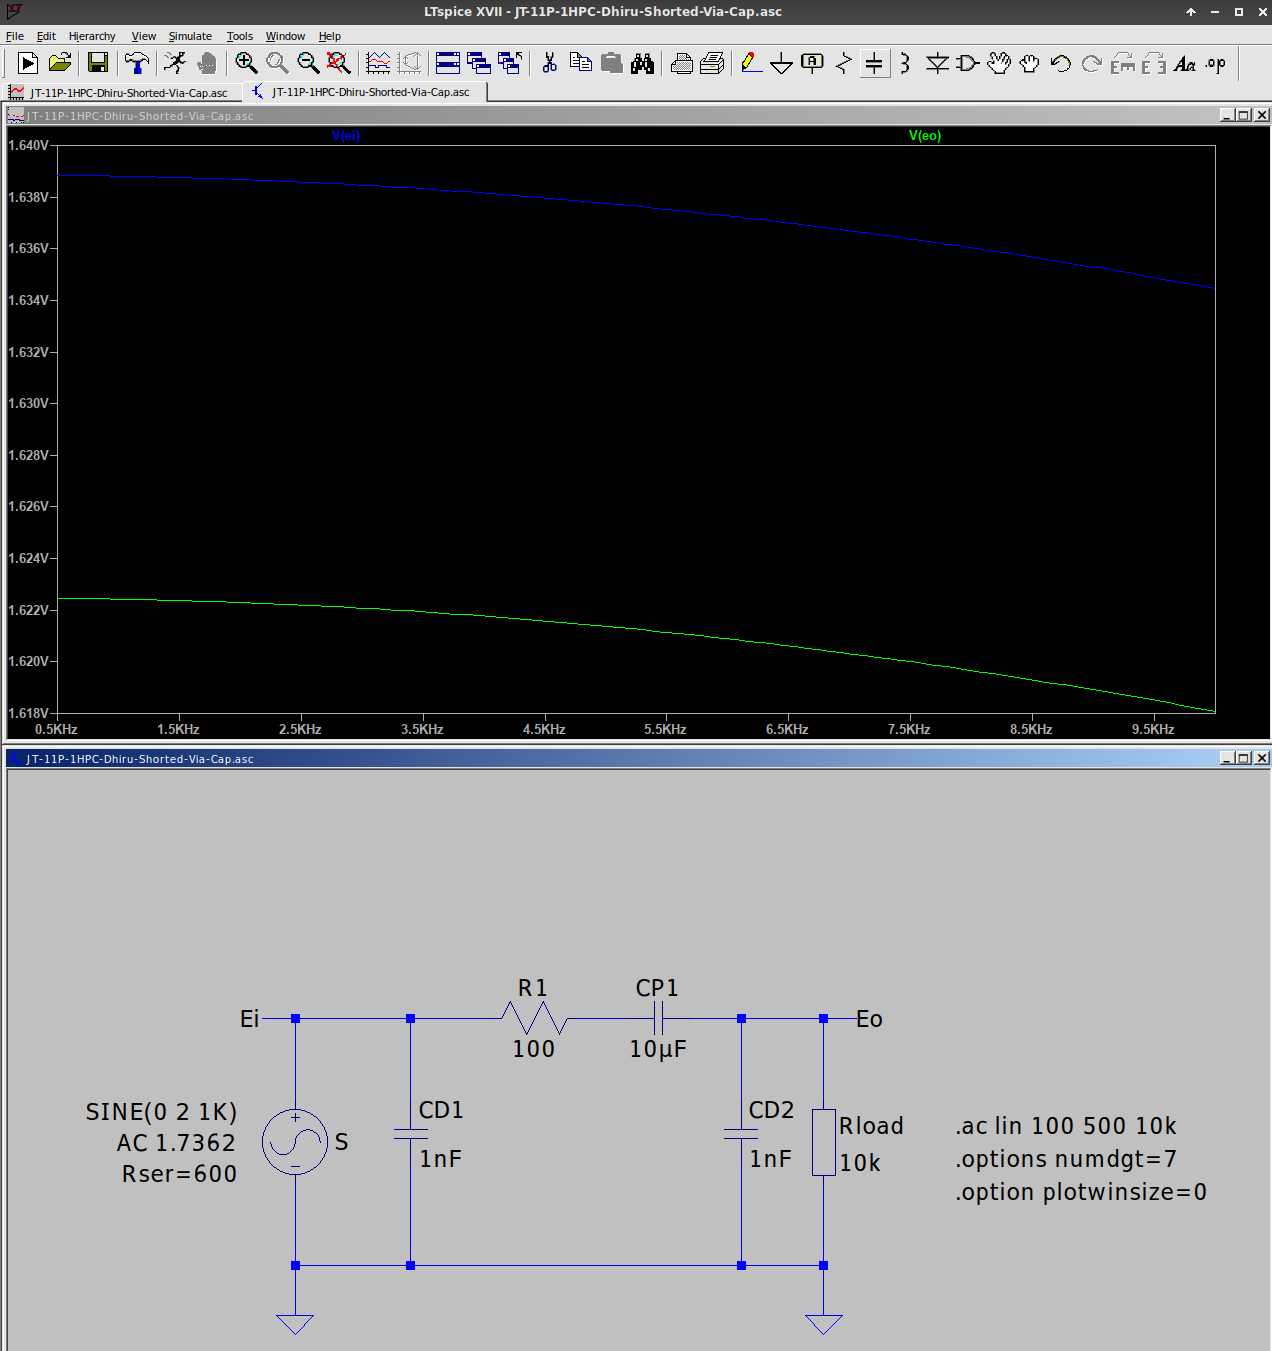 LTspice XVII - JT-11P-1HPC-Dhiru-Shorted-Via-Cap.asc
File Edit Hierarchy View Simulate Tools Window Help
JT-11P-1HPC-Dhiru-Shorted-Via-Cap.asc JT-11P-1HPC-Dhiru-Shorted-Via-Cap.asc
JT-11P-1HPC-Dhiru-Shorted-Via-Cap.asc
V(ei) V(eo)
1.640V
1.638V
1.636V
1.634V
1.632V
1.630V
1.628V
1.626V
1.624V
1.622V
1.620V
1.618V
0.5KHz 1.5KHz 2.5KHz 3.5KHz 4.5KHz 5.5KHz 6.5KHz 7.5KHz 8.5KHz 9.5KHz
JT-11P-1HPC-Dhiru-Shorted-Via-Cap.asc
R1 CP1
Ei Eo
100 10µF
SINE(0 2 1K) CD1 CD2
AC 1.7362 S Rload .ac lin 100 500 10k
Rser=600 1nF 1nF 10k .options numdgt=7
.option plotwinsize=0